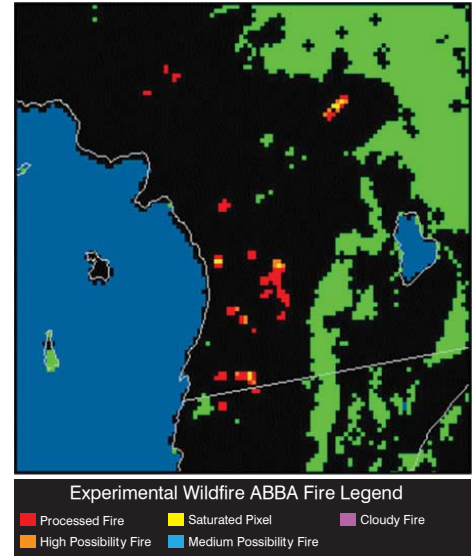 Experimental Wildfire ABBA Fire Legend
Processed Fire Saturated Pixel Cloudy Fire
High Possibility Fire Medium Possibility Fire